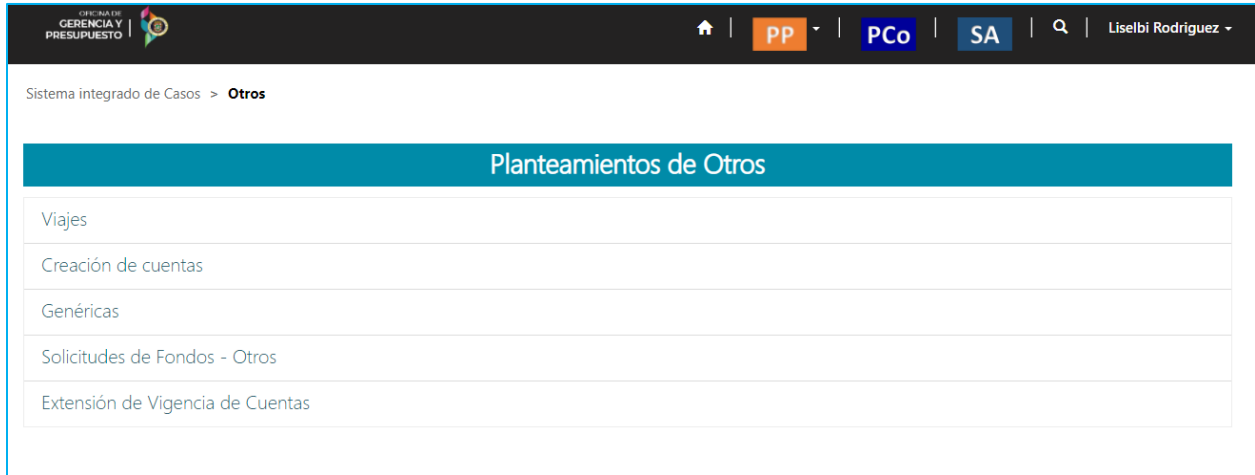 OFICINA DE
GERENCIA Y
PRESUPUESTO
PP
PCo
SA
Liselbi Rodriguez
Sistema integrado de Casos > Otros
Planteamientos de Otros
Viajes
Creación de cuentas
Genéricas
Solicitudes de Fondos - Otros
Extensión de Vigencia de Cuentas